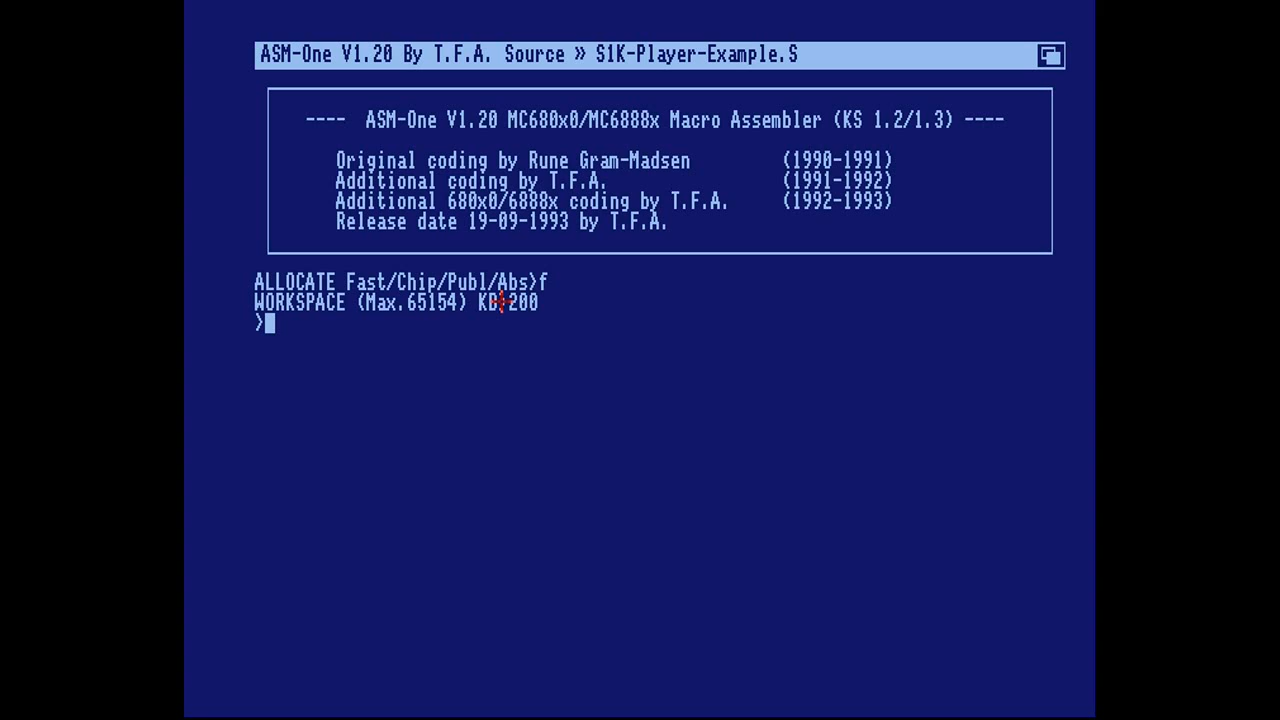 ASM-One V1.20 By T.F.A. Source » S1K-Player-Example.S
---- ASM-One V1.20 MC680x0/MC6888x Macro Assembler (KS 1.2/1.3) ----
Original coding by Rune Gram-Madsen (1990-1991)
Additional coding by T.F.A. (1991-1992)
Additional 680x0/6888x coding by T.F.A. (1992-1993)
Release date 19-09-1993 by T.F.A.
ALLOCATE Fast/Chip/Publ/Abs>f
WORKSPACE (Max.65154) KB>200
>